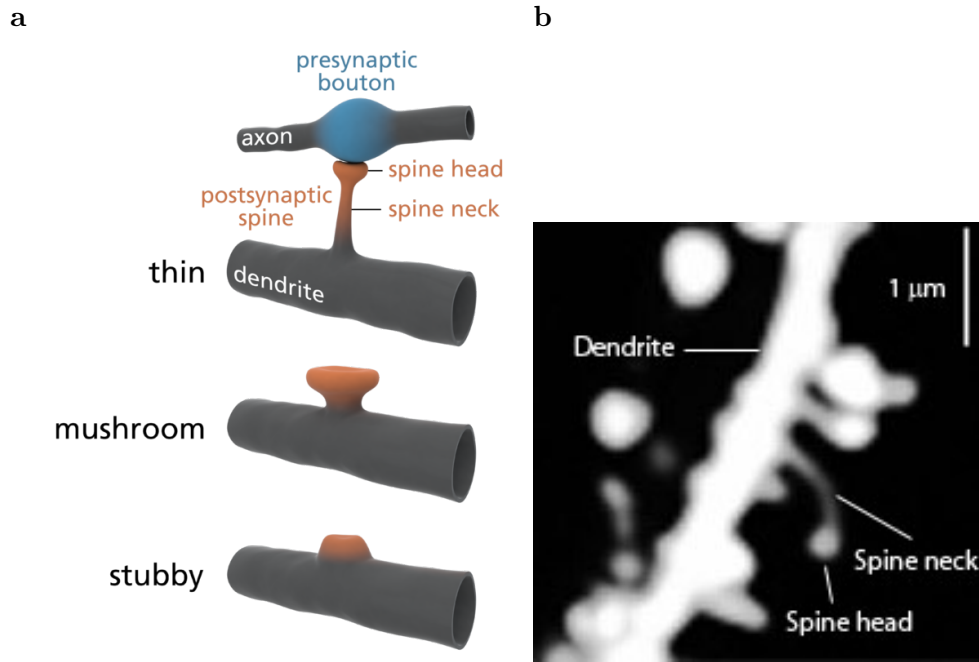 a
presynaptic
bouton
axon
spine head
postsynaptic
spine
spine neck
thin
dendrite
mushroom
stubby
b
1 μm
Dendrite
Spine neck
Spine head